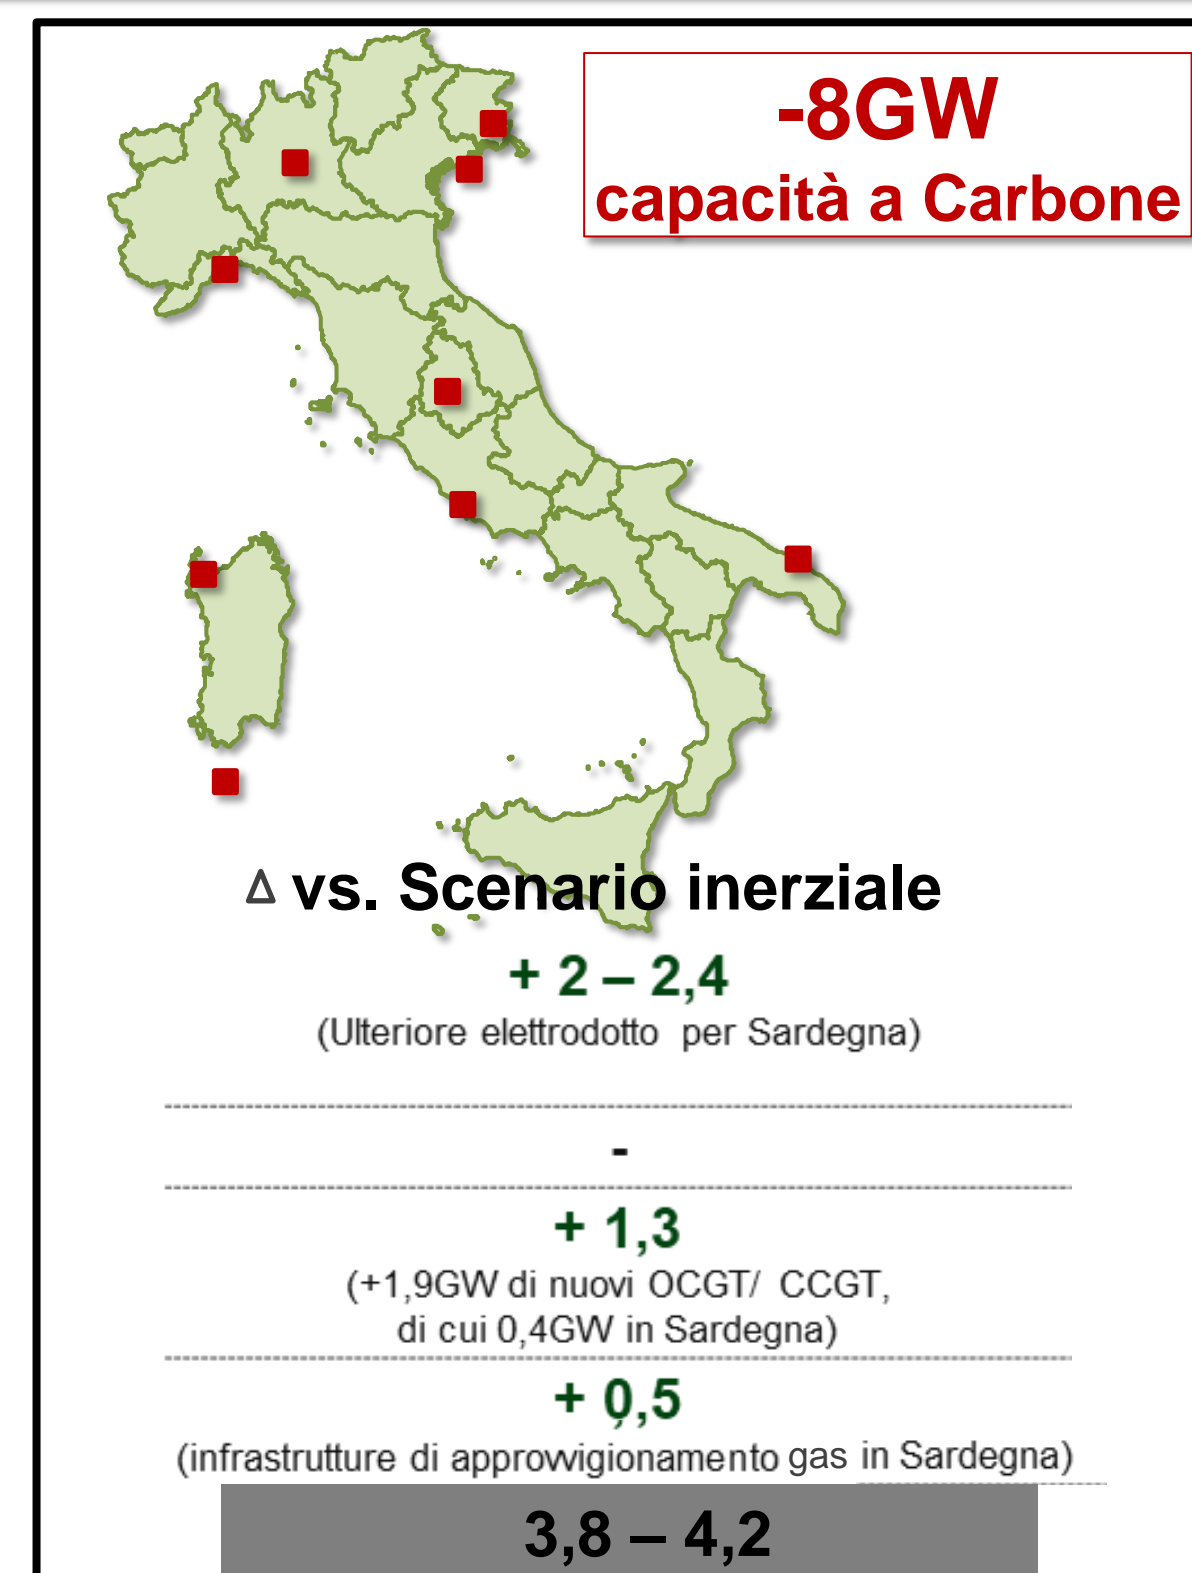 -8GW
capacità a Carbone
Δ vs. Scenario inerziale
+ 2 – 2,4
(Ulteriore elettrodotto per Sardegna)
-
+ 1,3
(+1,9GW di nuovi OCGT/ CCGT,
di cui 0,4GW in Sardegna)
+ 0,5
(infrastrutture di approvvigionamento gas in Sardegna)
3,8 – 4,2